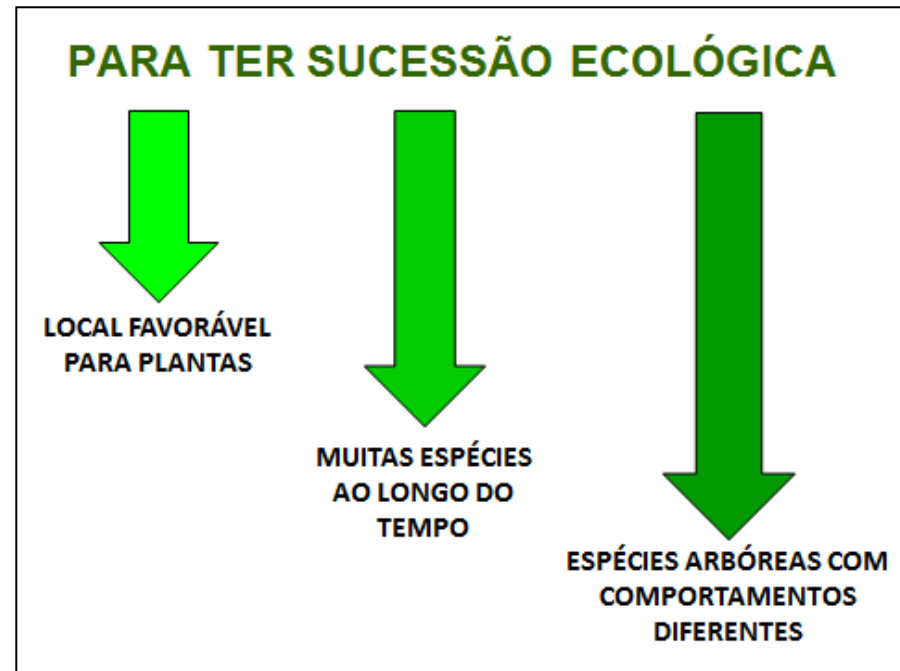 PARA TER SUCESSÃO ECOLÓGICA
LOCAL FAVORÁVEL
PARA PLANTAS
MUITAS ESPÉCIES
AO LONGO DO
TEMPO
ESPÉCIES ARBÓREAS COM
COMPORTAMENTOS
DIFERENTES